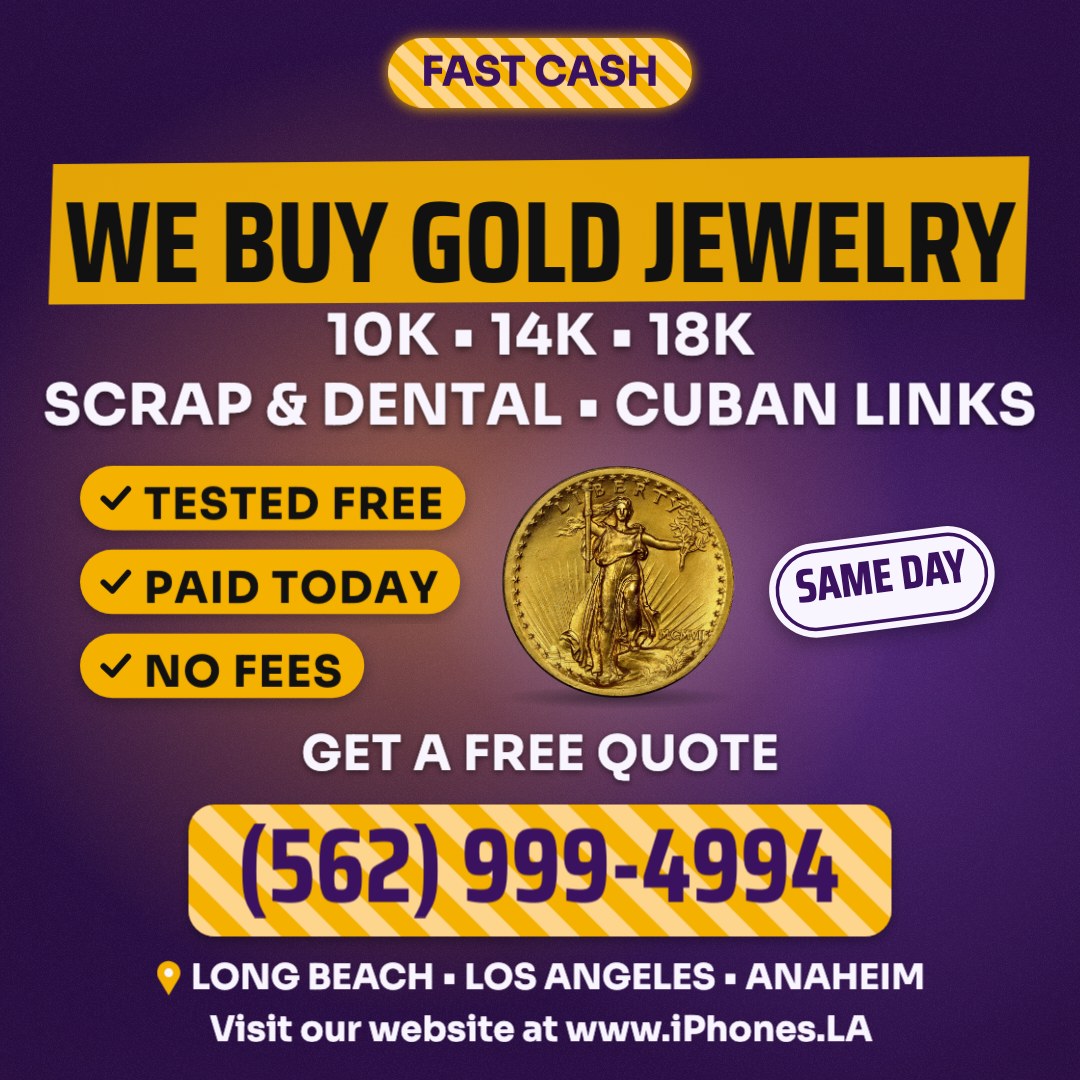 FAST CASH
WE BUY GOLD JEWELRY
10K ▪ 14K ▪ 18K
SCRAP & DENTAL ▪ CUBAN LINKS
✓ TESTED FREE
✓ PAID TODAY
✓ NO FEES
LIBERTY
MCMVII
SAME DAY
GET A FREE QUOTE
(562) 999-4994
LONG BEACH ▪ LOS ANGELES ▪ ANAHEIM
Visit our website at www.iPhones.LA